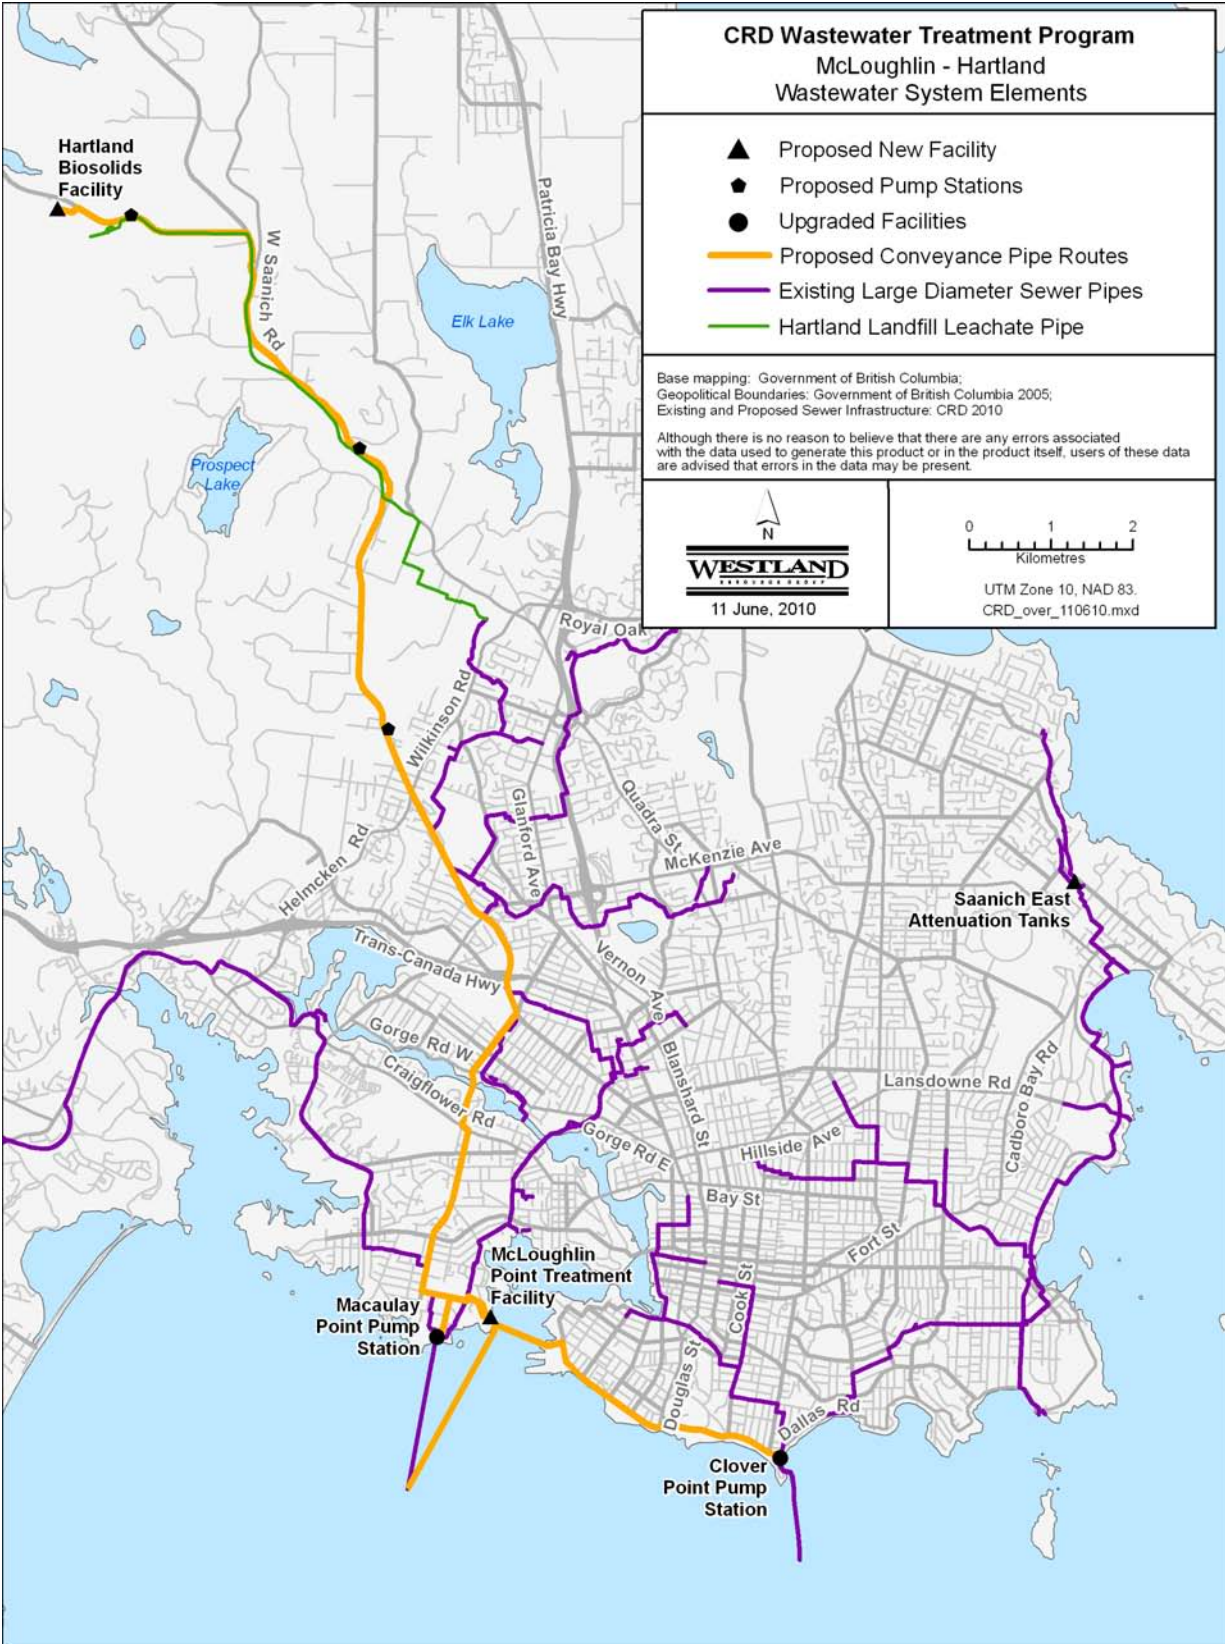 CRD Wastewater Treatment Program
McLoughlin - Hartland
Wastewater System Elements
Proposed New Facility
Proposed Pump Stations
Upgraded Facilities
Proposed Conveyance Pipe Routes
Existing Large Diameter Sewer Pipes
Hartland Landfill Leachate Pipe
Base mapping: Government of British Columbia;
Geopolitical Boundaries: Government of British Columbia 2005;
Existing and Proposed Sewer Infrastructure: CRD 2010
Although there is no reason to believe that there are any errors associated
with the data used to generate this product or in the product itself, users of these data
are advised that errors in the data may be present.
N
WESTLAND
11 June, 2010
0 1 2
Kilometres
UTM Zone 10, NAD 83.
CRD_over_110610.mxd
Hartland
Biosolids
Facility
W Saanich Rd
Patricia Bay Hwy
Elk Lake
Prospect
Lake
Royal Oak
Wilkinson Rd
Glanford Ave
Quadra St
McKenzie Ave
Helmcken Rd
Saanich East
Attenuation Tanks
Trans-Canada Hwy
Vernon Ave
Gorge Rd W
Craigflower Rd
Blanshard St
Lansdowne Rd
Cadboro Bay Rd
Gorge Rd E
Hillside Ave
Bay St
Fort St
Cook St
McLoughlin
Point Treatment
Facility
Macaulay
Point Pump
Station
Douglas St
Dallas Rd
Clover
Point Pump
Station